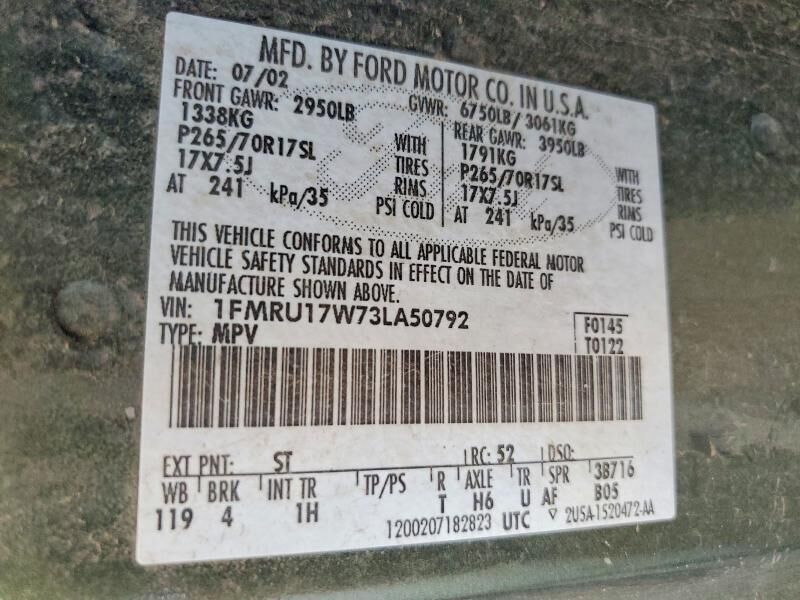 MFD. BY FORD MOTOR CO. IN U.S.A.
DATE: 07/02 GVWR: 6750LB/ 3061KG
FRONT GAWR: 2950LB REAR GAWR: 3950LB
1338KG WITH 1791KG WITH
P265/70R17SL TIRES P265/70R17SL TIRES
17X7.5J RIMS 17X7.5J RIMS
AT 241 kPa/35 PSI COLD AT 241 kPa/35 PSI COLD
THIS VEHICLE CONFORMS TO ALL APPLICABLE FEDERAL MOTOR
VEHICLE SAFETY STANDARDS IN EFFECT ON THE DATE OF
MANUFACTURE SHOWN ABOVE.
VIN: 1FMRU17W73LA50792 F0145
TYPE: MPV T0122
EXT PNT: ST RC: 52 DSO:
WB BRK INT TR TP/PS R AXLE TR SPR 3B716
119 4 1H T H6 U AF B05
1200207182823 UTC ▽ 2U5A-1520472-AA